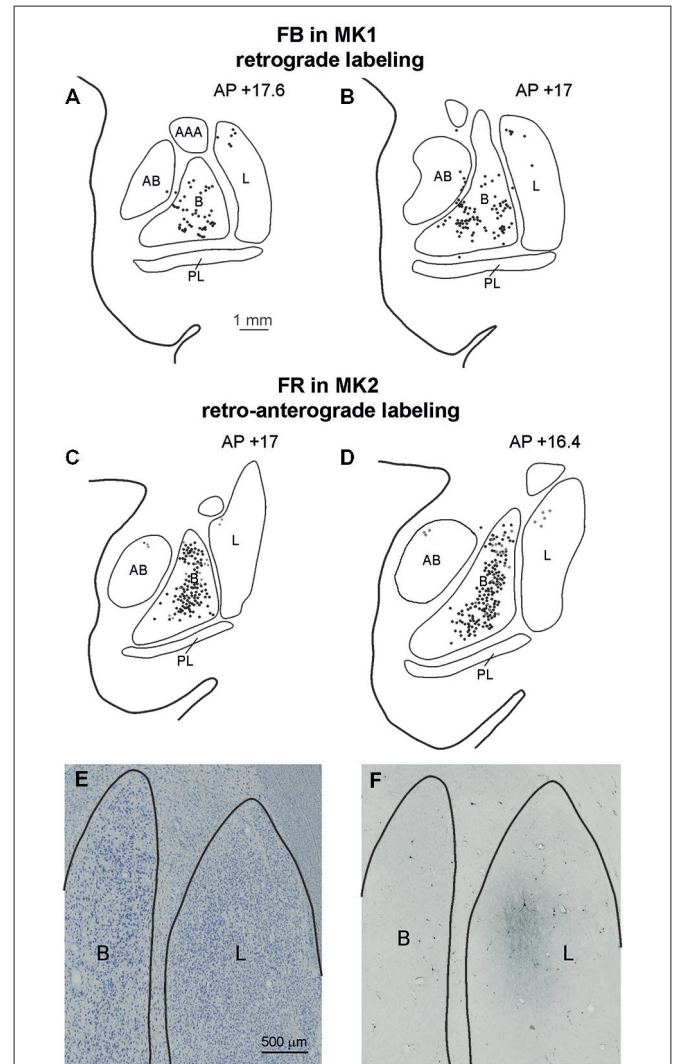 FB in MK1
retrograde labeling
A
AP +17.6
AAA
AB
B
L
PL
1 mm
B
AP +17
AB
B
L
PL
FR in MK2
retro-anterograde labeling
C
AP +17
AB
B
L
PL
D
AP +16.4
AB
B
L
PL
E
B
L
500 µm
F
B
L